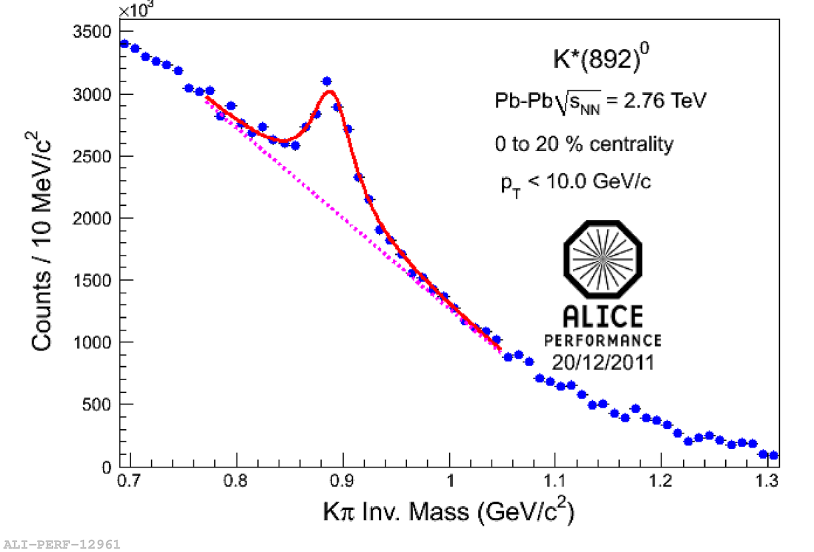 ×10³
3500
3000
2500
2000
1500
1000
500
0
Counts / 10 MeV/c²
K*(892)⁰
Pb-Pb√s_NN = 2.76 TeV
0 to 20 % centrality
p_T < 10.0 GeV/c
ALICE
PERFORMANCE
20/12/2011
0.7 0.8 0.9 1 1.1 1.2 1.3
Kπ Inv. Mass (GeV/c²)
ALI-PERF-12961